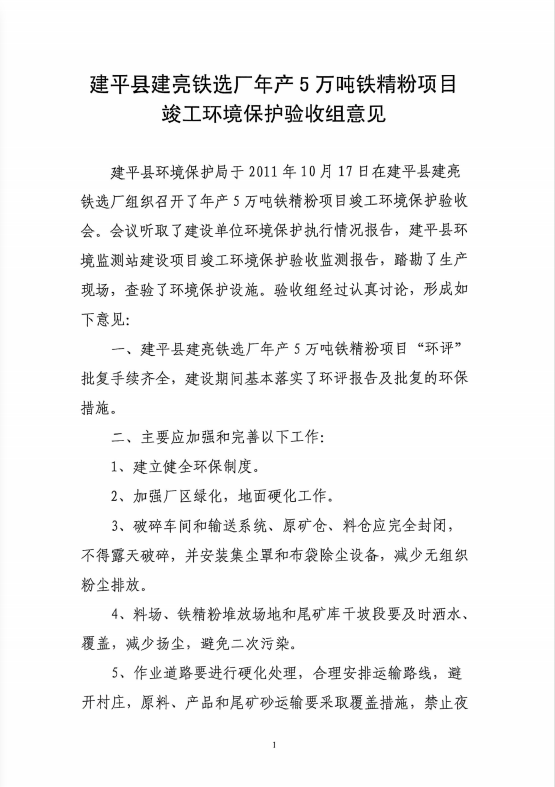 建平县建亮铁选厂年产5万吨铁精粉项目
竣工环境保护验收组意见
建平县环境保护局于2011年10月17日在建平县建亮
铁选厂组织召开了年产5万吨铁精粉项目竣工环境保护验收
会。会议听取了建设单位环境保护执行情况报告，建平县环
境监测站建设项目竣工环境保护验收监测报告，踏勘了生产
现场，查验了环境保护设施。验收组经过认真讨论，形成如
下意见：
一、建平县建亮铁选厂年产5万吨铁精粉项目“环评”
批复手续齐全，建设期间基本落实了环评报告及批复的环保
措施。
二、主要应加强和完善以下工作：
1、建立健全环保制度。
2、加强厂区绿化，地面硬化工作。
3、破碎车间和输送系统、原矿仓、料仓应完全封闭，
不得露天破碎，并安装集尘罩和布袋除尘设备，减少无组织
粉尘排放。
4、料场、铁精粉堆放场地和尾矿库干坡段要及时洒水、
覆盖，减少扬尘，避免二次污染。
5、作业道路要进行硬化处理，合理安排运输路线，避
开村庄，原料、产品和尾矿砂运输要采取覆盖措施，禁止夜
1